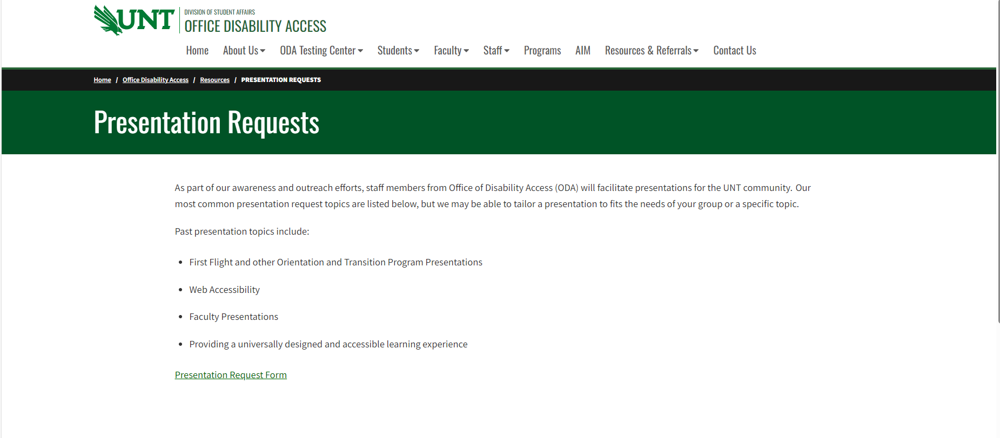 UNT
DIVISION OF STUDENT AFFAIRS
OFFICE DISABILITY ACCESS
Home About Us ODA Testing Center Students Faculty Staff Programs AIM Resources & Referrals Contact Us
Home / Office Disability Access / Resources / PRESENTATION REQUESTS
Presentation Requests
As part of our awareness and outreach efforts, staff members from Office of Disability Access (ODA) will facilitate presentations for the UNT community. Our
most common presentation request topics are listed below, but we may be able to tailor a presentation to fits the needs of your group or a specific topic.
Past presentation topics include:
• First Flight and other Orientation and Transition Program Presentations
• Web Accessibility
• Faculty Presentations
• Providing a universally designed and accessible learning experience
Presentation Request Form